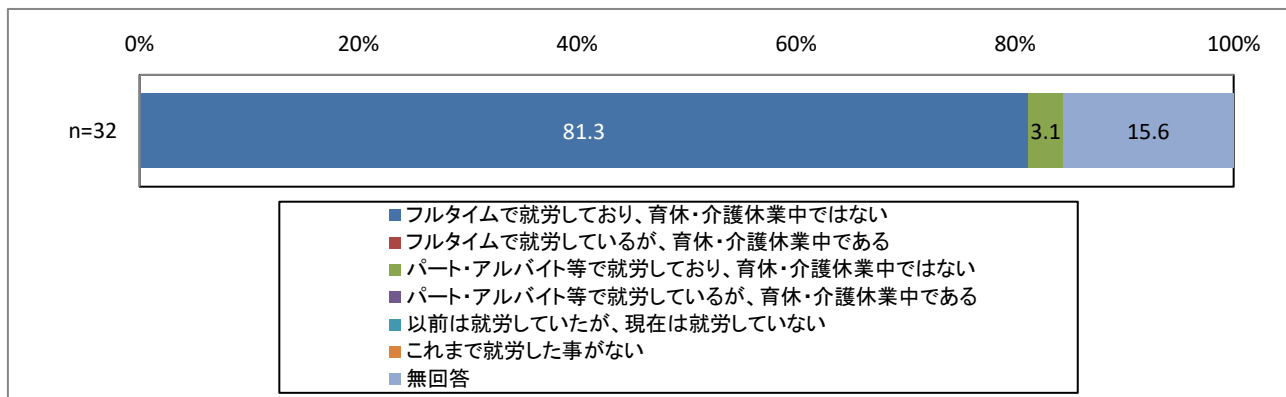 0% 20% 40% 60% 80% 100%
n=32 81.3 3.1 15.6
フルタイムで就労しており、育休・介護休業中ではない
フルタイムで就労しているが、育休・介護休業中である
パート・アルバイト等で就労しており、育休・介護休業中ではない
パート・アルバイト等で就労しているが、育休・介護休業中である
以前は就労していたが、現在は就労していない
これまで就労した事がない
無回答